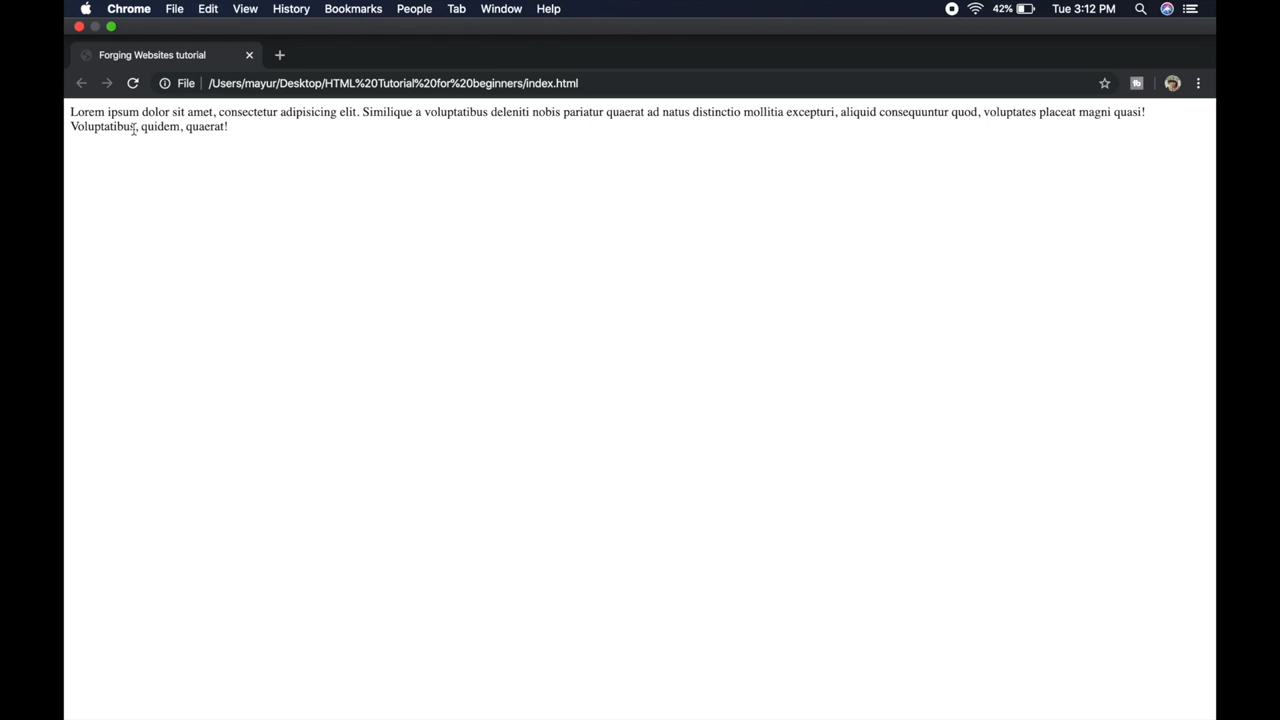 Chrome File Edit View History Bookmarks People Tab Window Help 42% Tue 3:12 PM
Forging Websites tutorial
File /Users/mayur/Desktop/HTML%20Tutorial%20for%20beginners/index.html
Lorem ipsum dolor sit amet, consectetur adipisicing elit. Similique a voluptatibus deleniti nobis pariatur quaerat ad natus distinctio mollitia excepturi, aliquid consequuntur quod, voluptates placeat magni quasi!
Voluptatibus, quidem, quaerat!